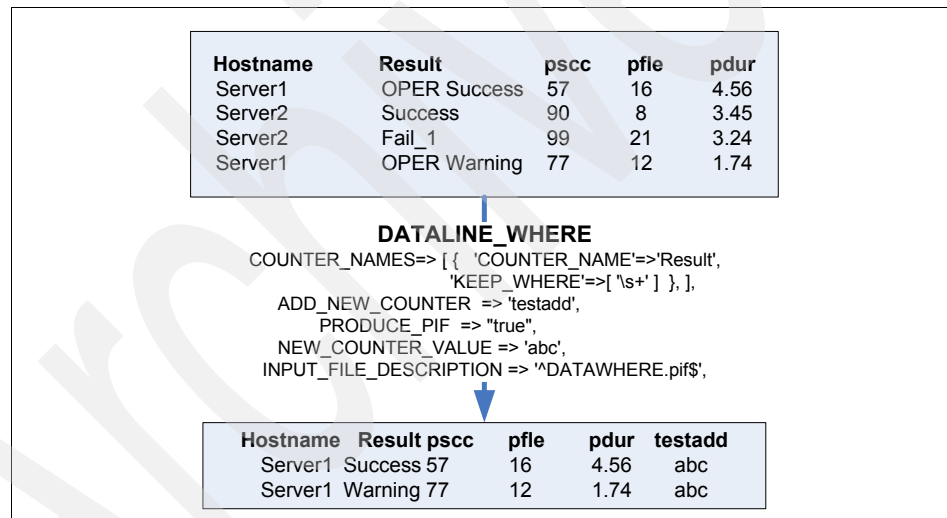 Hostname Result pscc pfle pdur
Server1 OPER Success 57 16 4.56
Server2 Success 90 8 3.45
Server2 Fail_1 99 21 3.24
Server1 OPER Warning 77 12 1.74
DATALINE_WHERE
COUNTER_NAMES=> [ { 'COUNTER_NAME'=>'Result',
'KEEP_WHERE'=>[ '\s+' ] }, ],
ADD_NEW_COUNTER => 'testadd',
PRODUCE_PIF => "true",
NEW_COUNTER_VALUE => 'abc',
INPUT_FILE_DESCRIPTION => '^DATAWHERE.pif$',
Hostname Result pscc pfle pdur testadd
Server1 Success 57 16 4.56 abc
Server1 Warning 77 12 1.74 abc